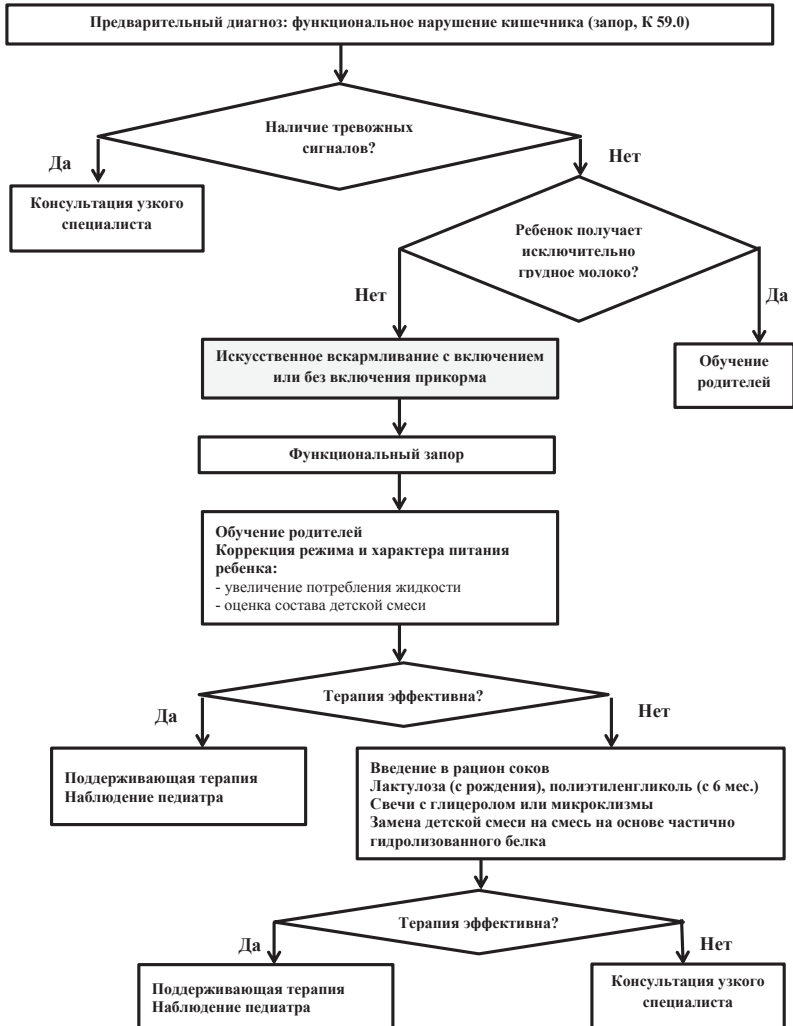 Предварительный диагноз: функциональное нарушение кишечника (запор, К 59.0)
Наличие тревожных
сигналов?
Да
Нет
Консультация узкого
специалиста
Ребенок получает
исключительно
грудное молоко?
Нет
Да
Искусственное вскармливание с включением
или без включения прикорма
Обучение
родителей
Функциональный запор
Обучение родителей
Коррекция режима и характера питания
ребенка:
- увеличение потребления жидкости
- оценка состава детской смеси
Терапия эффективна?
Да
Нет
Поддерживающая терапия
Наблюдение педиатра
Введение в рацион соков
Лактулоза (с рождения), полиэтиленгликоль (с 6 мес.)
Свечи с глицеролом или микроклизмы
Замена детской смеси на смесь на основе частично
гидролизованного белка
Терапия эффективна?
Да
Нет
Поддерживающая терапия
Наблюдение педиатра
Консультация узкого
специалиста